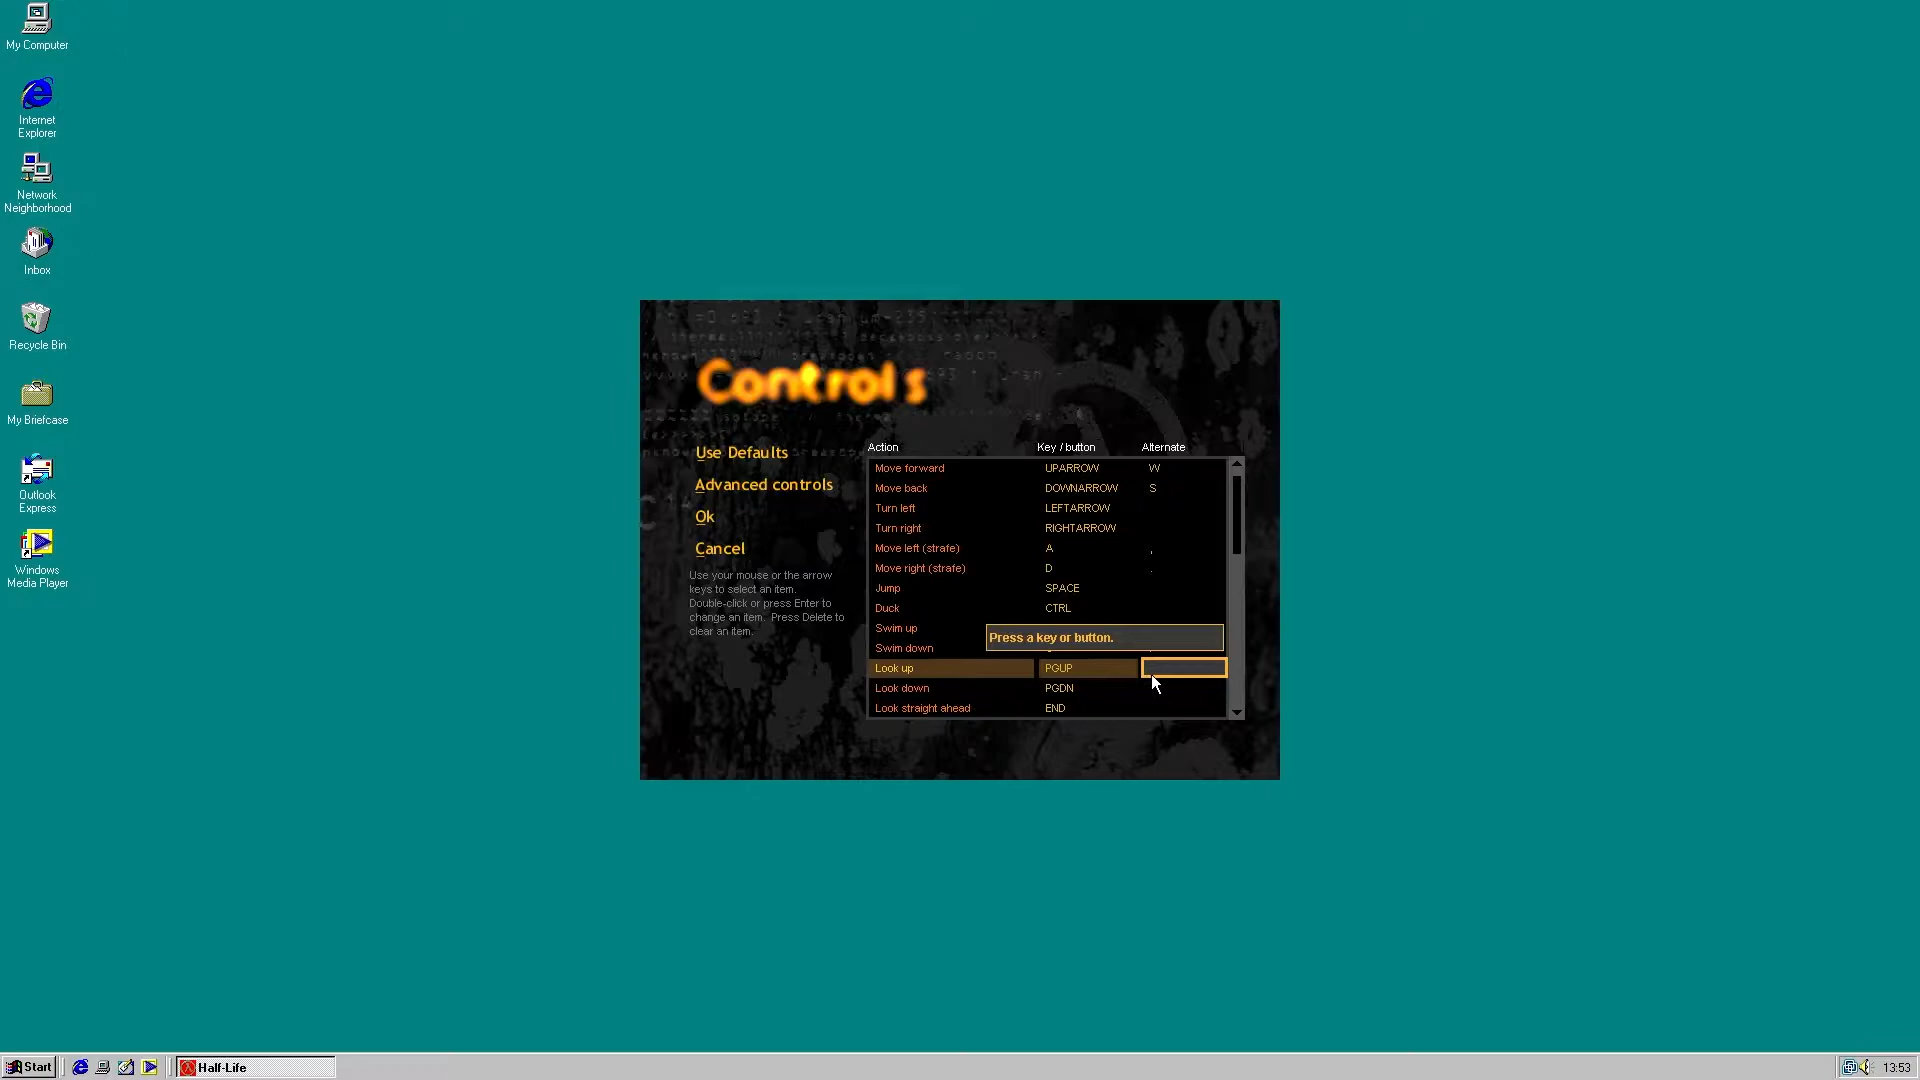 My Computer
Internet
Explorer
Network
Neighborhood
Inbox
Recycle Bin
My Briefcase
Outlook
Express
Windows
Media Player
Controls
Use Defaults
Advanced controls
Ok
Cancel
Use your mouse or the arrow
keys to select an item.
Double-click or press Enter to
change an item. Press Delete to
clear an item.
Action Key / button Alternate
Move forward UPARROW W
Move back DOWNARROW S
Turn left LEFTARROW
Turn right RIGHTARROW
Move left (strafe) A ,
Move right (strafe) D .
Jump SPACE
Duck CTRL
Swim up
Press a key or button.
Swim down
Look up PGUP
Look down PGDN
Look straight ahead END
Start
Half-Life
13:53